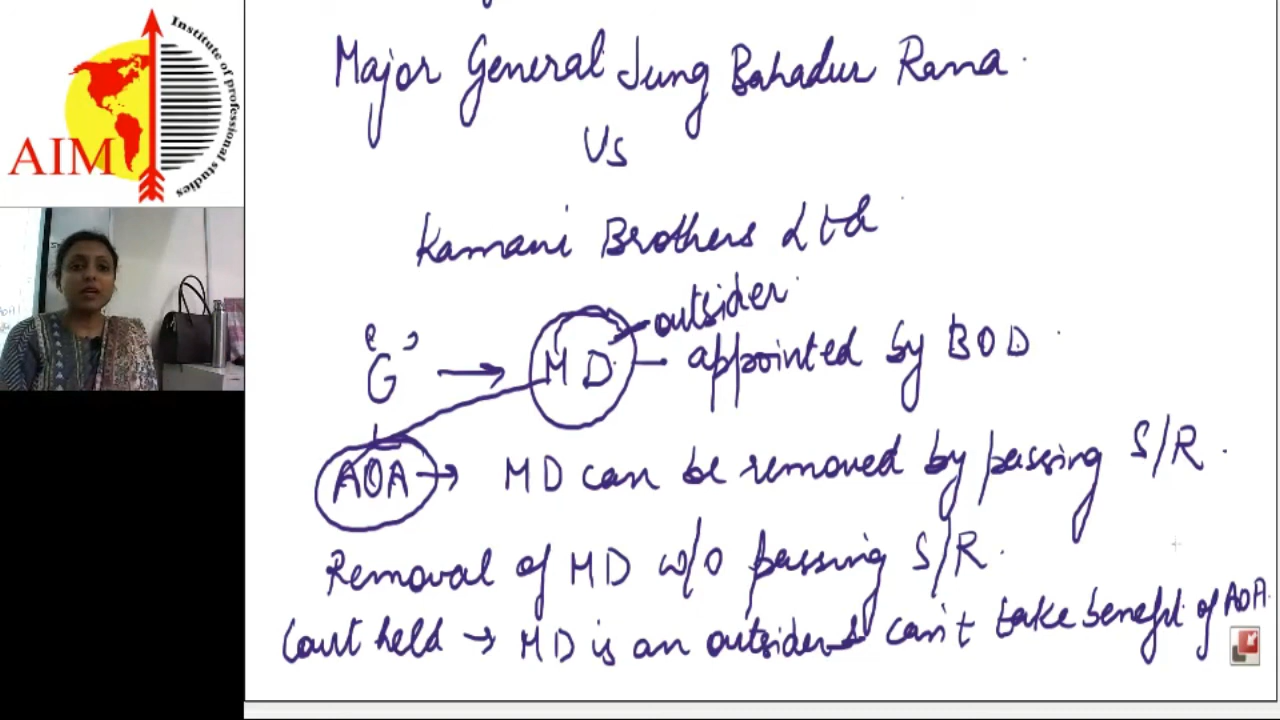 Institute of professional studies
AIM
Major General Jung Bahadur Rana.
Vs
Kamani Brothers Ltd
outsider
"G" → MD — appointed by BOD
AOA → MD can be removed by passing S/R.
Removal of MD w/o passing S/R.
Court held → MD is an outsider & can't take benefit of AOA.